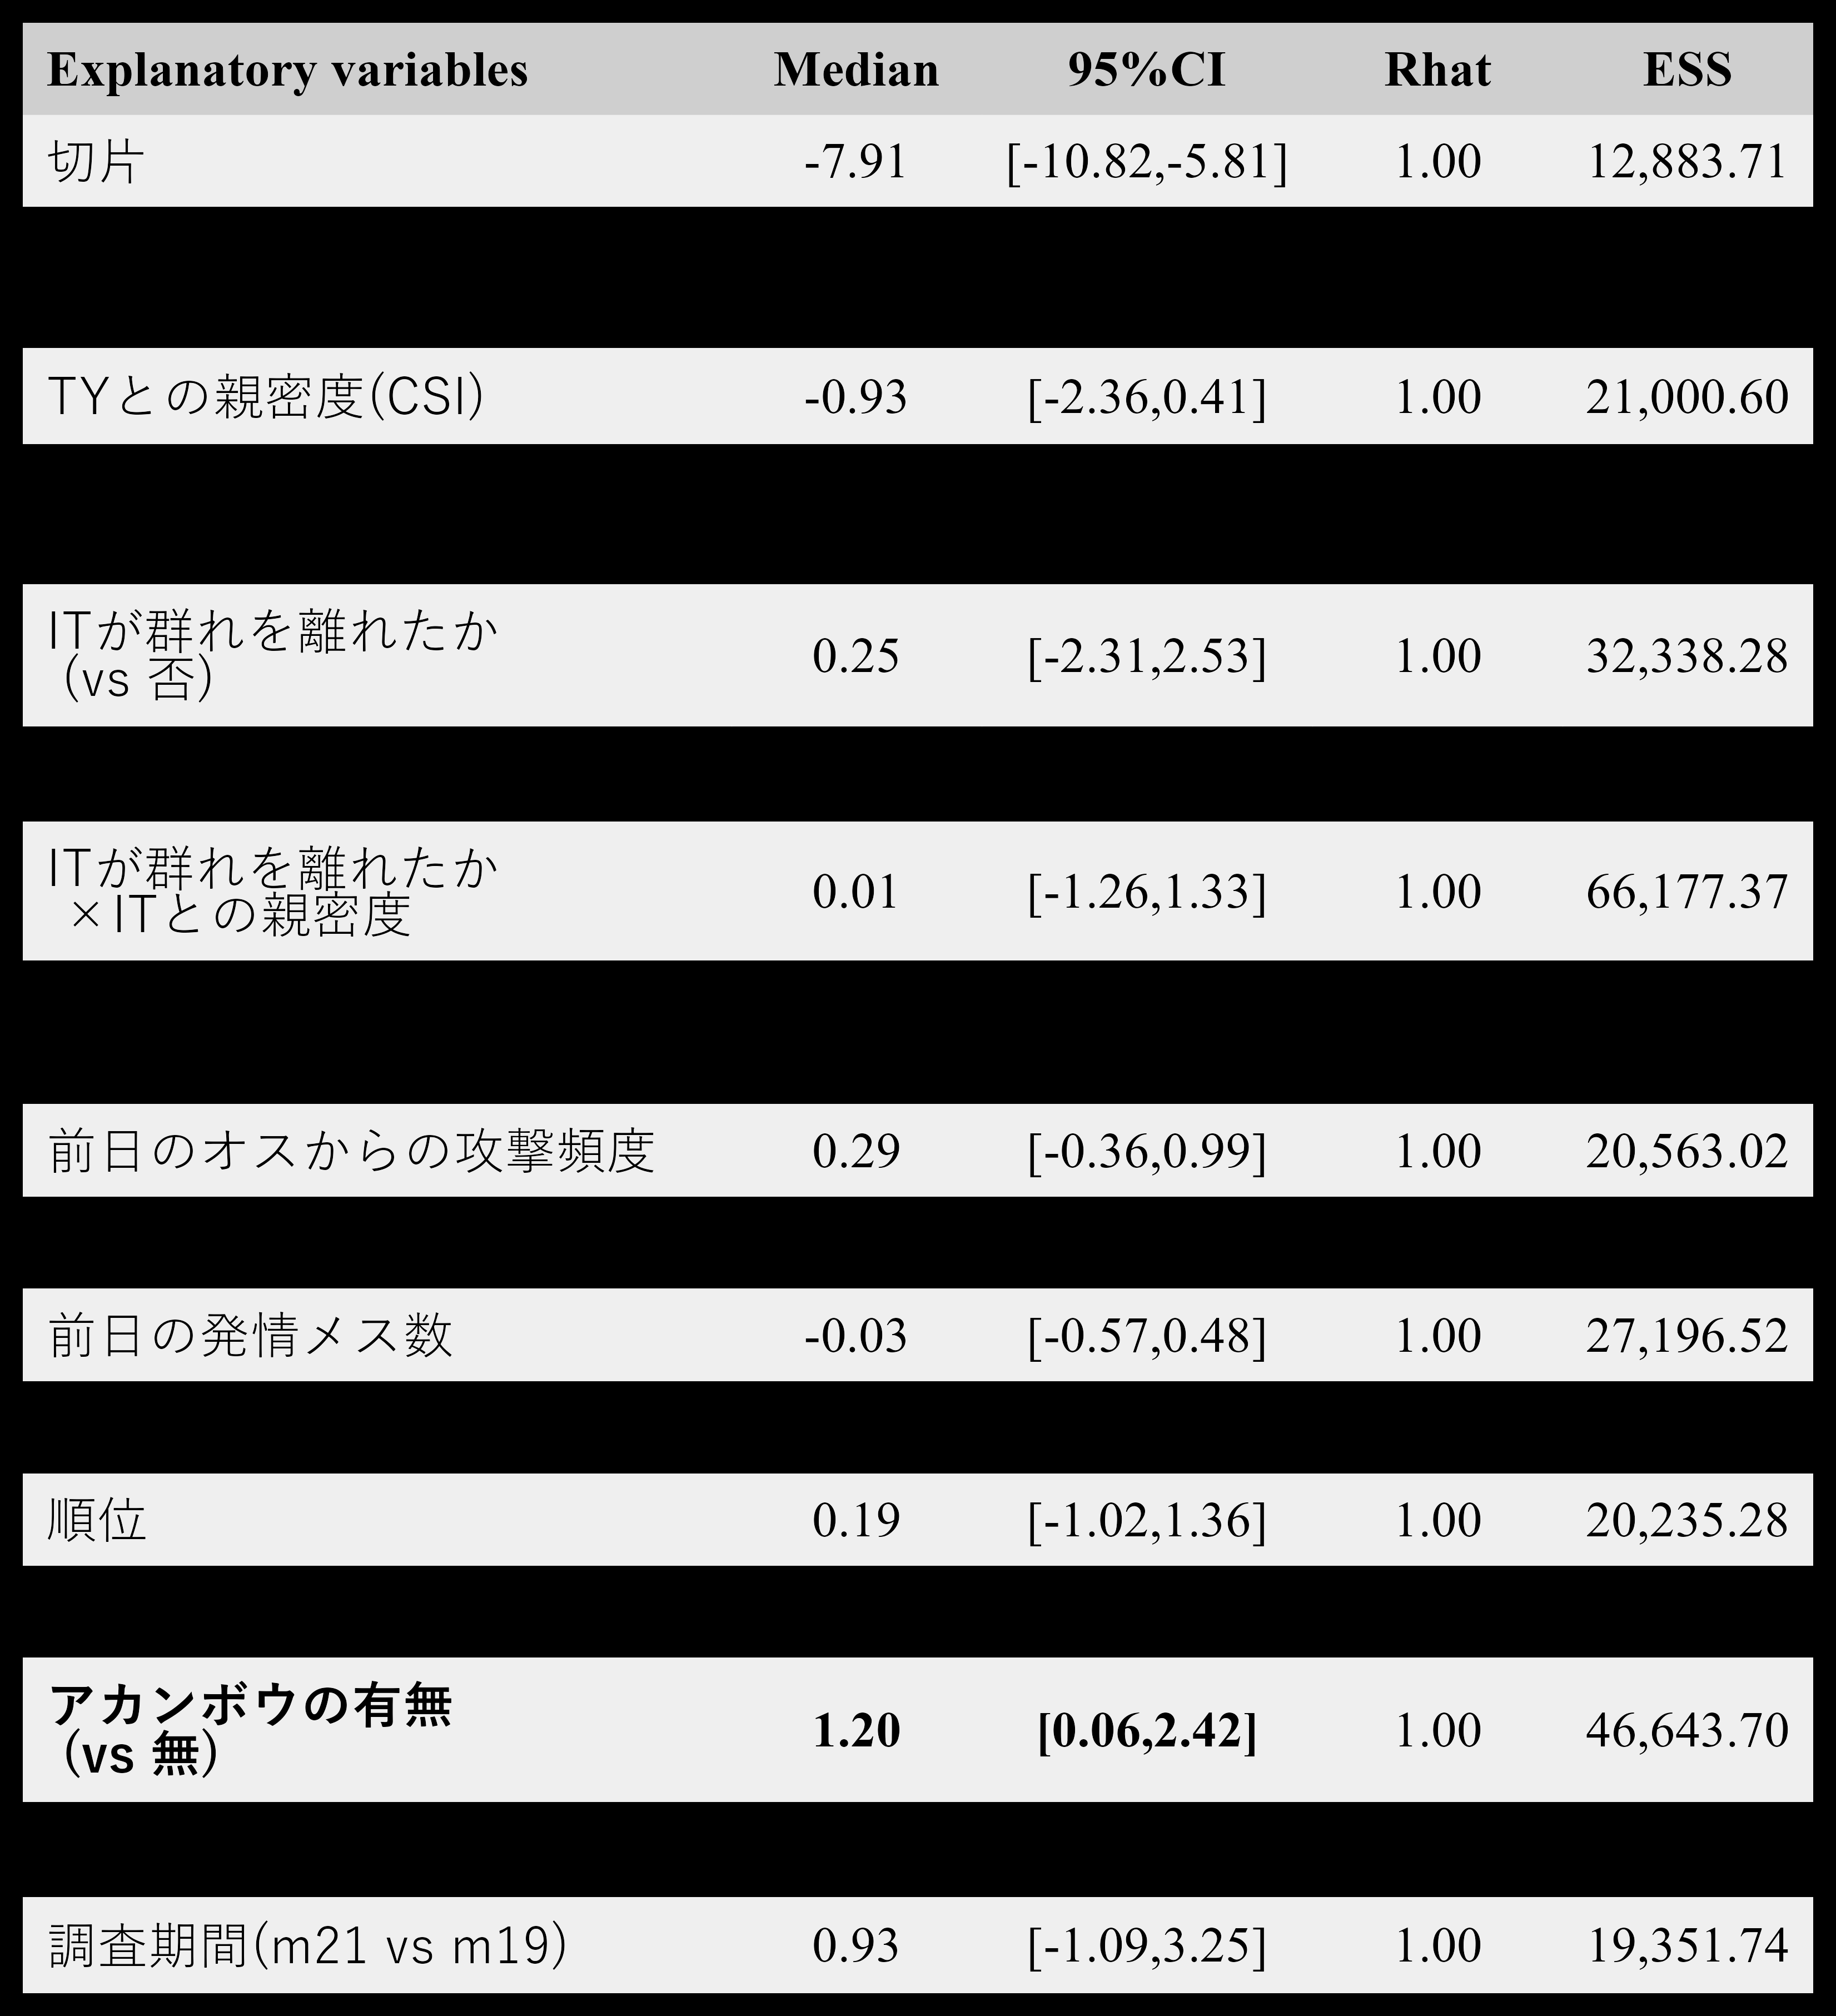 Explanatory variables Median 95%CI Rhat ESS
切片 -7.91 [-10.82,-5.81] 1.00 12,883.71
TYとの親密度(CSI) -0.93 [-2.36,0.41] 1.00 21,000.60
ITが群れを離れたか
(vs 否) 0.25 [-2.31,2.53] 1.00 32,338.28
ITが群れを離れたか
×ITとの親密度 0.01 [-1.26,1.33] 1.00 66,177.37
前日のオスからの攻撃頻度 0.29 [-0.36,0.99] 1.00 20,563.02
前日の発情メス数 -0.03 [-0.57,0.48] 1.00 27,196.52
順位 0.19 [-1.02,1.36] 1.00 20,235.28
アカンボウの有無
(vs 無) 1.20 [0.06,2.42] 1.00 46,643.70
調査期間(m21 vs m19) 0.93 [-1.09,3.25] 1.00 19,351.74